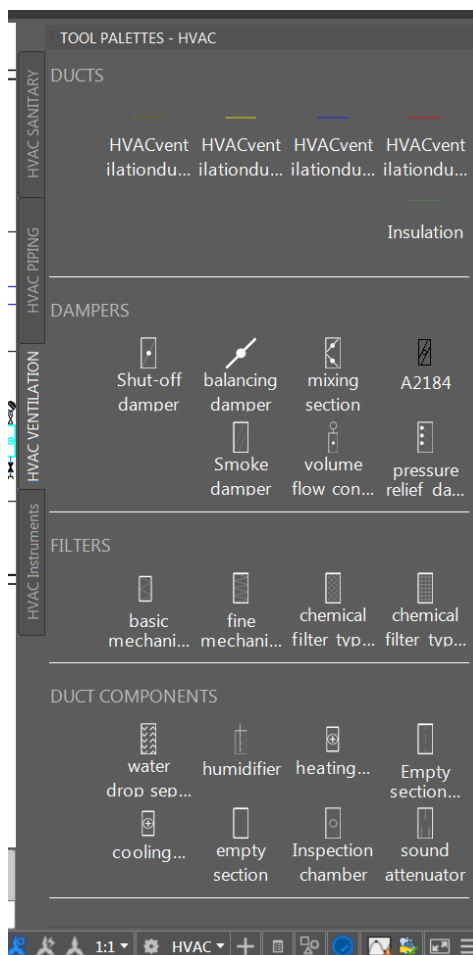 TOOL PALETTES - HVAC
HVAC SANITARY
HVAC PIPING
HVAC VENTILATION
HVAC Instruments
DUCTS
HVACvent HVACvent HVACvent HVACvent
ilationdu... ilationdu... ilationdu... ilationdu...
Insulation
DAMPERS
Shut-off balancing mixing A2184
damper damper section
Smoke volume pressure
damper flow con... relief da...
FILTERS
basic fine chemical chemical
mechani... mechani... filter typ... filter typ...
DUCT COMPONENTS
water humidifier heating... Empty
drop sep... section...
cooling... empty Inspection sound
section chamber attenuator
1:1 HVAC